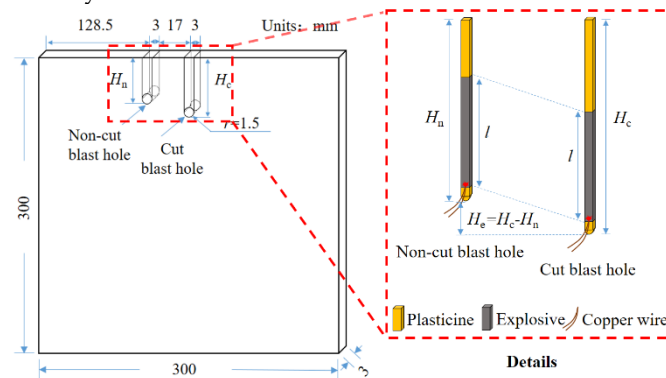 128.5
3
17
3
Units: mm
Hn
Hc
r=1.5
Non-cut
blast hole
Cut
blast hole
300
300
3
Hn
l
l
Hc
He=Hc-Hn
Non-cut blast hole
Cut blast hole
Plasticine
Explosive
Copper wire
Details